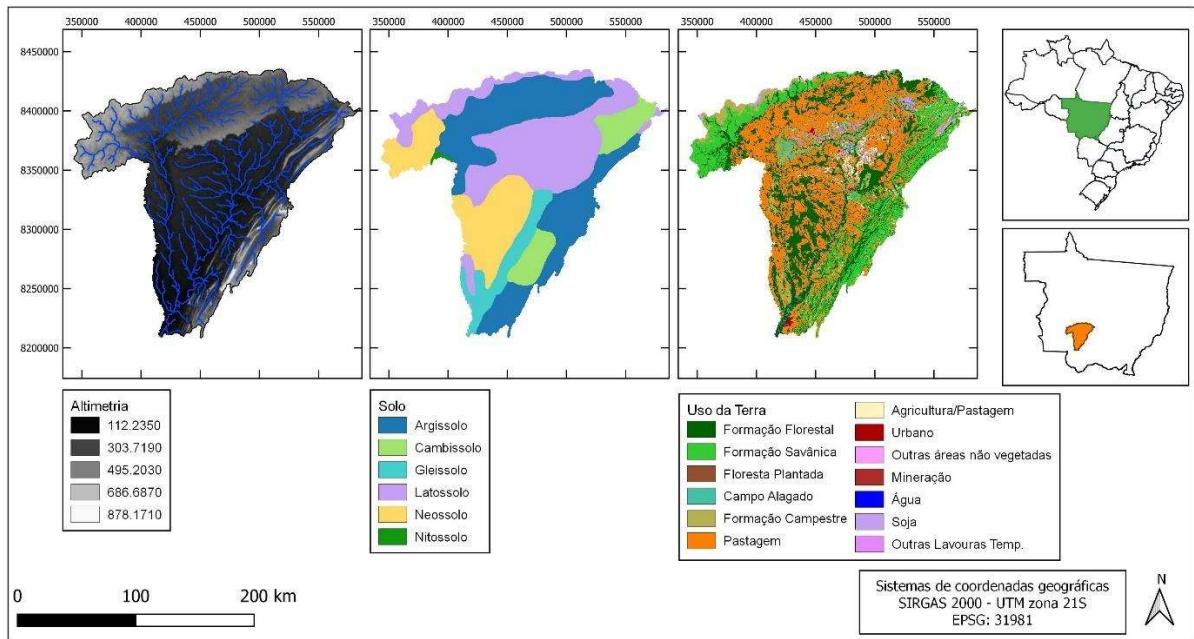 350000 400000 450000 500000 550000
350000 400000 450000 500000 550000
350000 400000 450000 500000 550000
8450000
8400000
8350000
8300000
8250000
8200000
Altimetria
112.2350
303.7190
495.2030
686.6870
878.1710
Solo
Argissolo
Cambissolo
Gleissolo
Latossolo
Neossolo
Nitossolo
Uso da Terra
Formação Florestal
Formação Savânica
Floresta Plantada
Campo Alagado
Formação Campestre
Pastagem
Agricultura/Pastagem
Urbano
Outras áreas não vegetadas
Mineração
Água
Soja
Outras Lavouras Temp.
0 100 200 km
Sistemas de coordenadas geográficas
SIRGAS 2000 - UTM zona 21S
EPSG: 31981
N